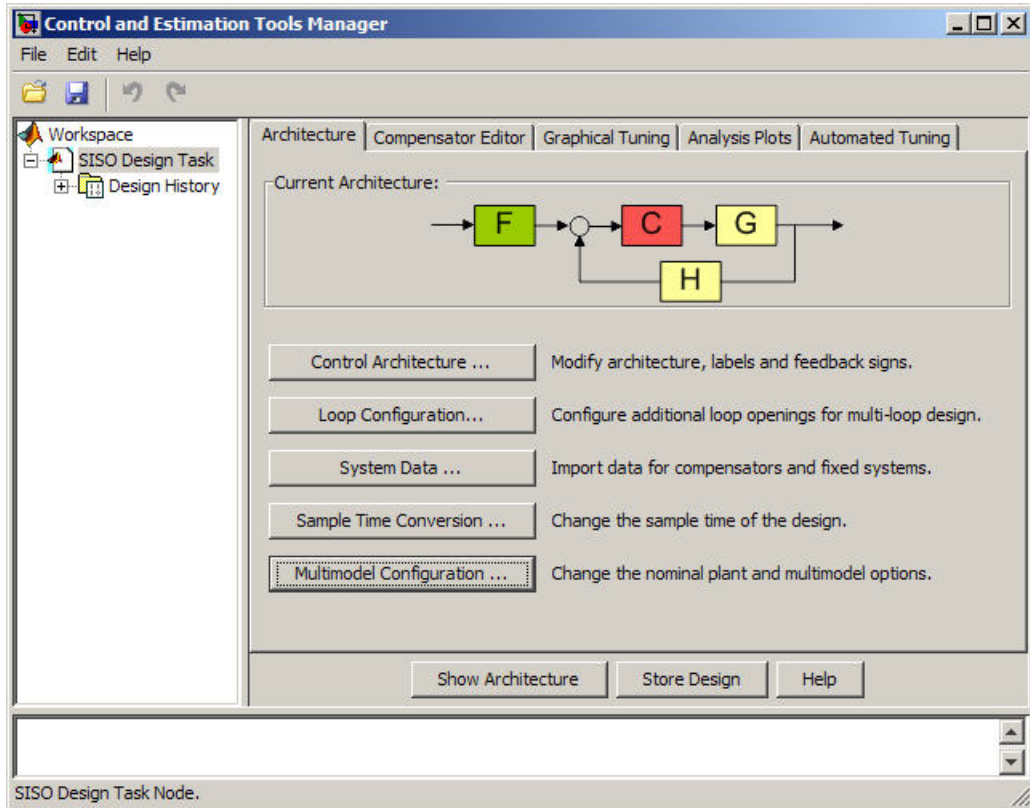 Control and Estimation Tools Manager
File Edit Help
Workspace
SISO Design Task
Design History
Architecture Compensator Editor Graphical Tuning Analysis Plots Automated Tuning
Current Architecture:
F C G
H
Control Architecture ... Modify architecture, labels and feedback signs.
Loop Configuration... Configure additional loop openings for multi-loop design.
System Data ... Import data for compensators and fixed systems.
Sample Time Conversion ... Change the sample time of the design.
Multimodel Configuration ... Change the nominal plant and multimodel options.
Show Architecture Store Design Help
SISO Design Task Node.